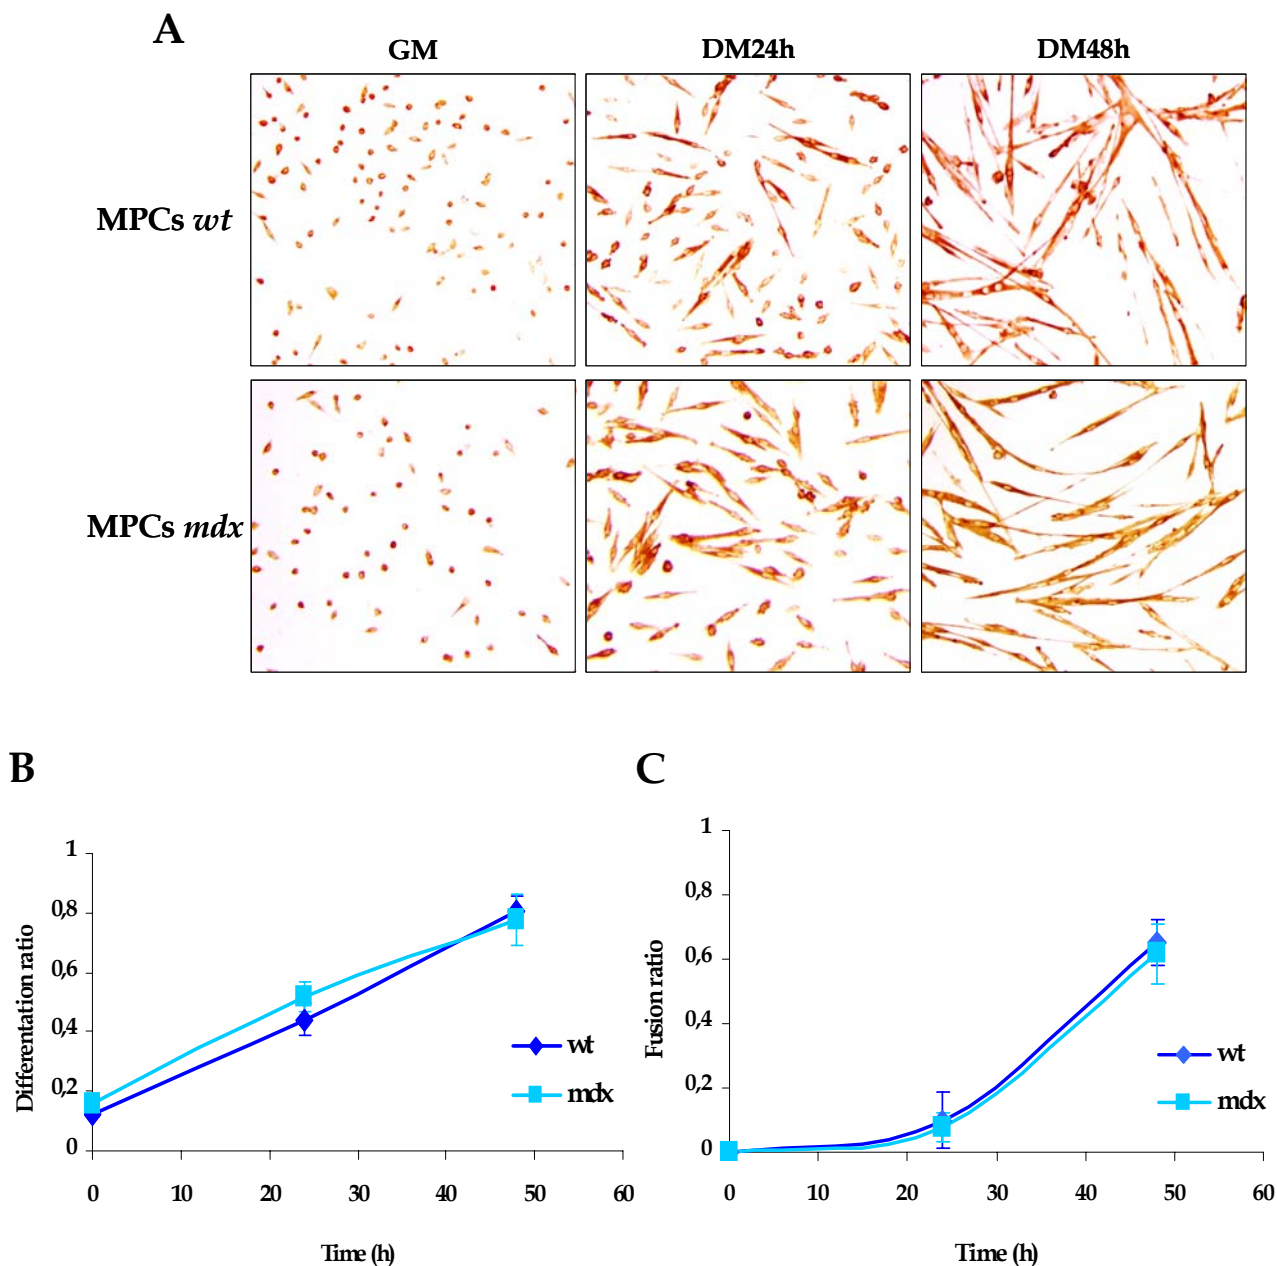 A
GM
DM24h
DM48h
MPCs wt
MPCs mdx
B
C
Differentation ratio
1
0,8
0,6
0,4
0,2
0
0
10
20
30
40
50
60
Time (h)
wt
mdx
Fusion ratio
1
0,8
0,6
0,4
0,2
0
0
10
20
30
40
50
60
Time (h)
wt
mdx